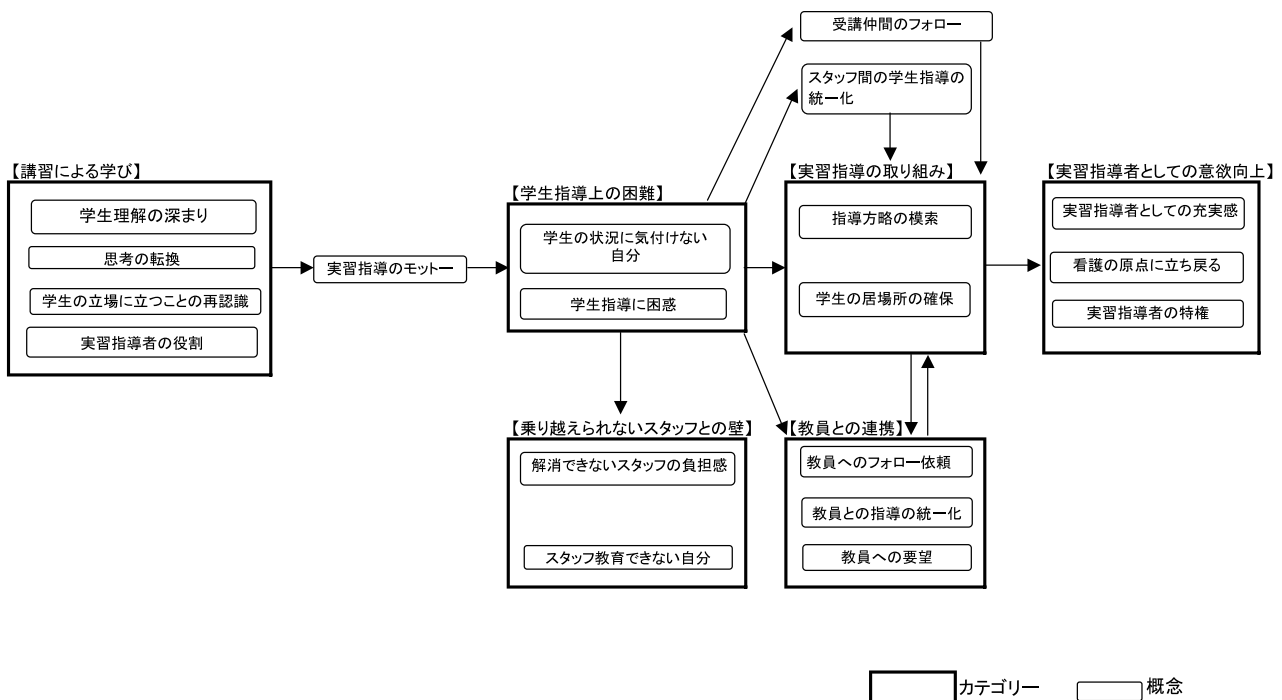 受講仲間のフォロー
スタッフ間の学生指導の
統一化
【講習による学び】
学生理解の深まり
思考の転換
学生の立場に立つことの再認識
実習指導者の役割
実習指導のモットー
【学生指導上の困難】
学生の状況に気付けない
自分
学生指導に困惑
【実習指導の取り組み】
指導方略の模索
学生の居場所の確保
【実習指導者としての意欲向上】
実習指導者としての充実感
看護の原点に立ち戻る
実習指導者の特権
【乗り越えられないスタッフとの壁】
解消できないスタッフの負担感
スタッフ教育できない自分
【教員との連携】
教員へのフォロー依頼
教員との指導の統一化
教員への要望
カテゴリー
概念